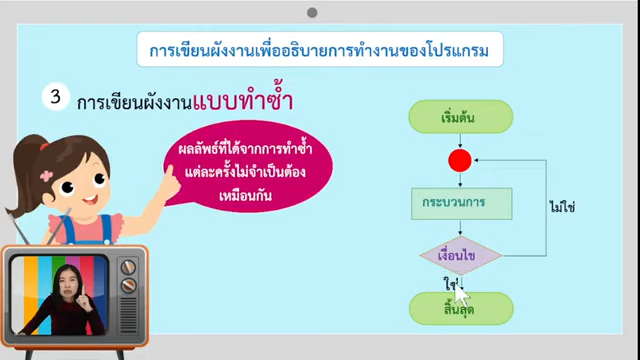 การเขียนผังงานเพื่ออธิบายการทำงานของโปรแกรม
3 การเขียนผังงานแบบทำซ้ำ
ผลลัพธ์ที่ได้จากการทำซ้ำ
แต่ละครั้งไม่จำเป็นต้อง
เหมือนกัน
เริ่มต้น
กระบวนการ
ไม่ใช่
เงื่อนไข
ใช่
สิ้นสุด